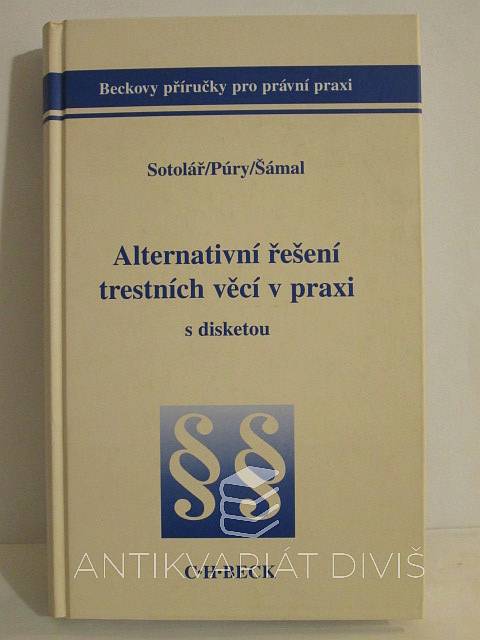 Beckovy příručky pro právní praxi
Sotolář/Púry/Šámal
Alternativní řešení
trestních věcí v praxi
s disketou
§§
ANTIKVARIÁT DIVIŠ
C·H·BECK